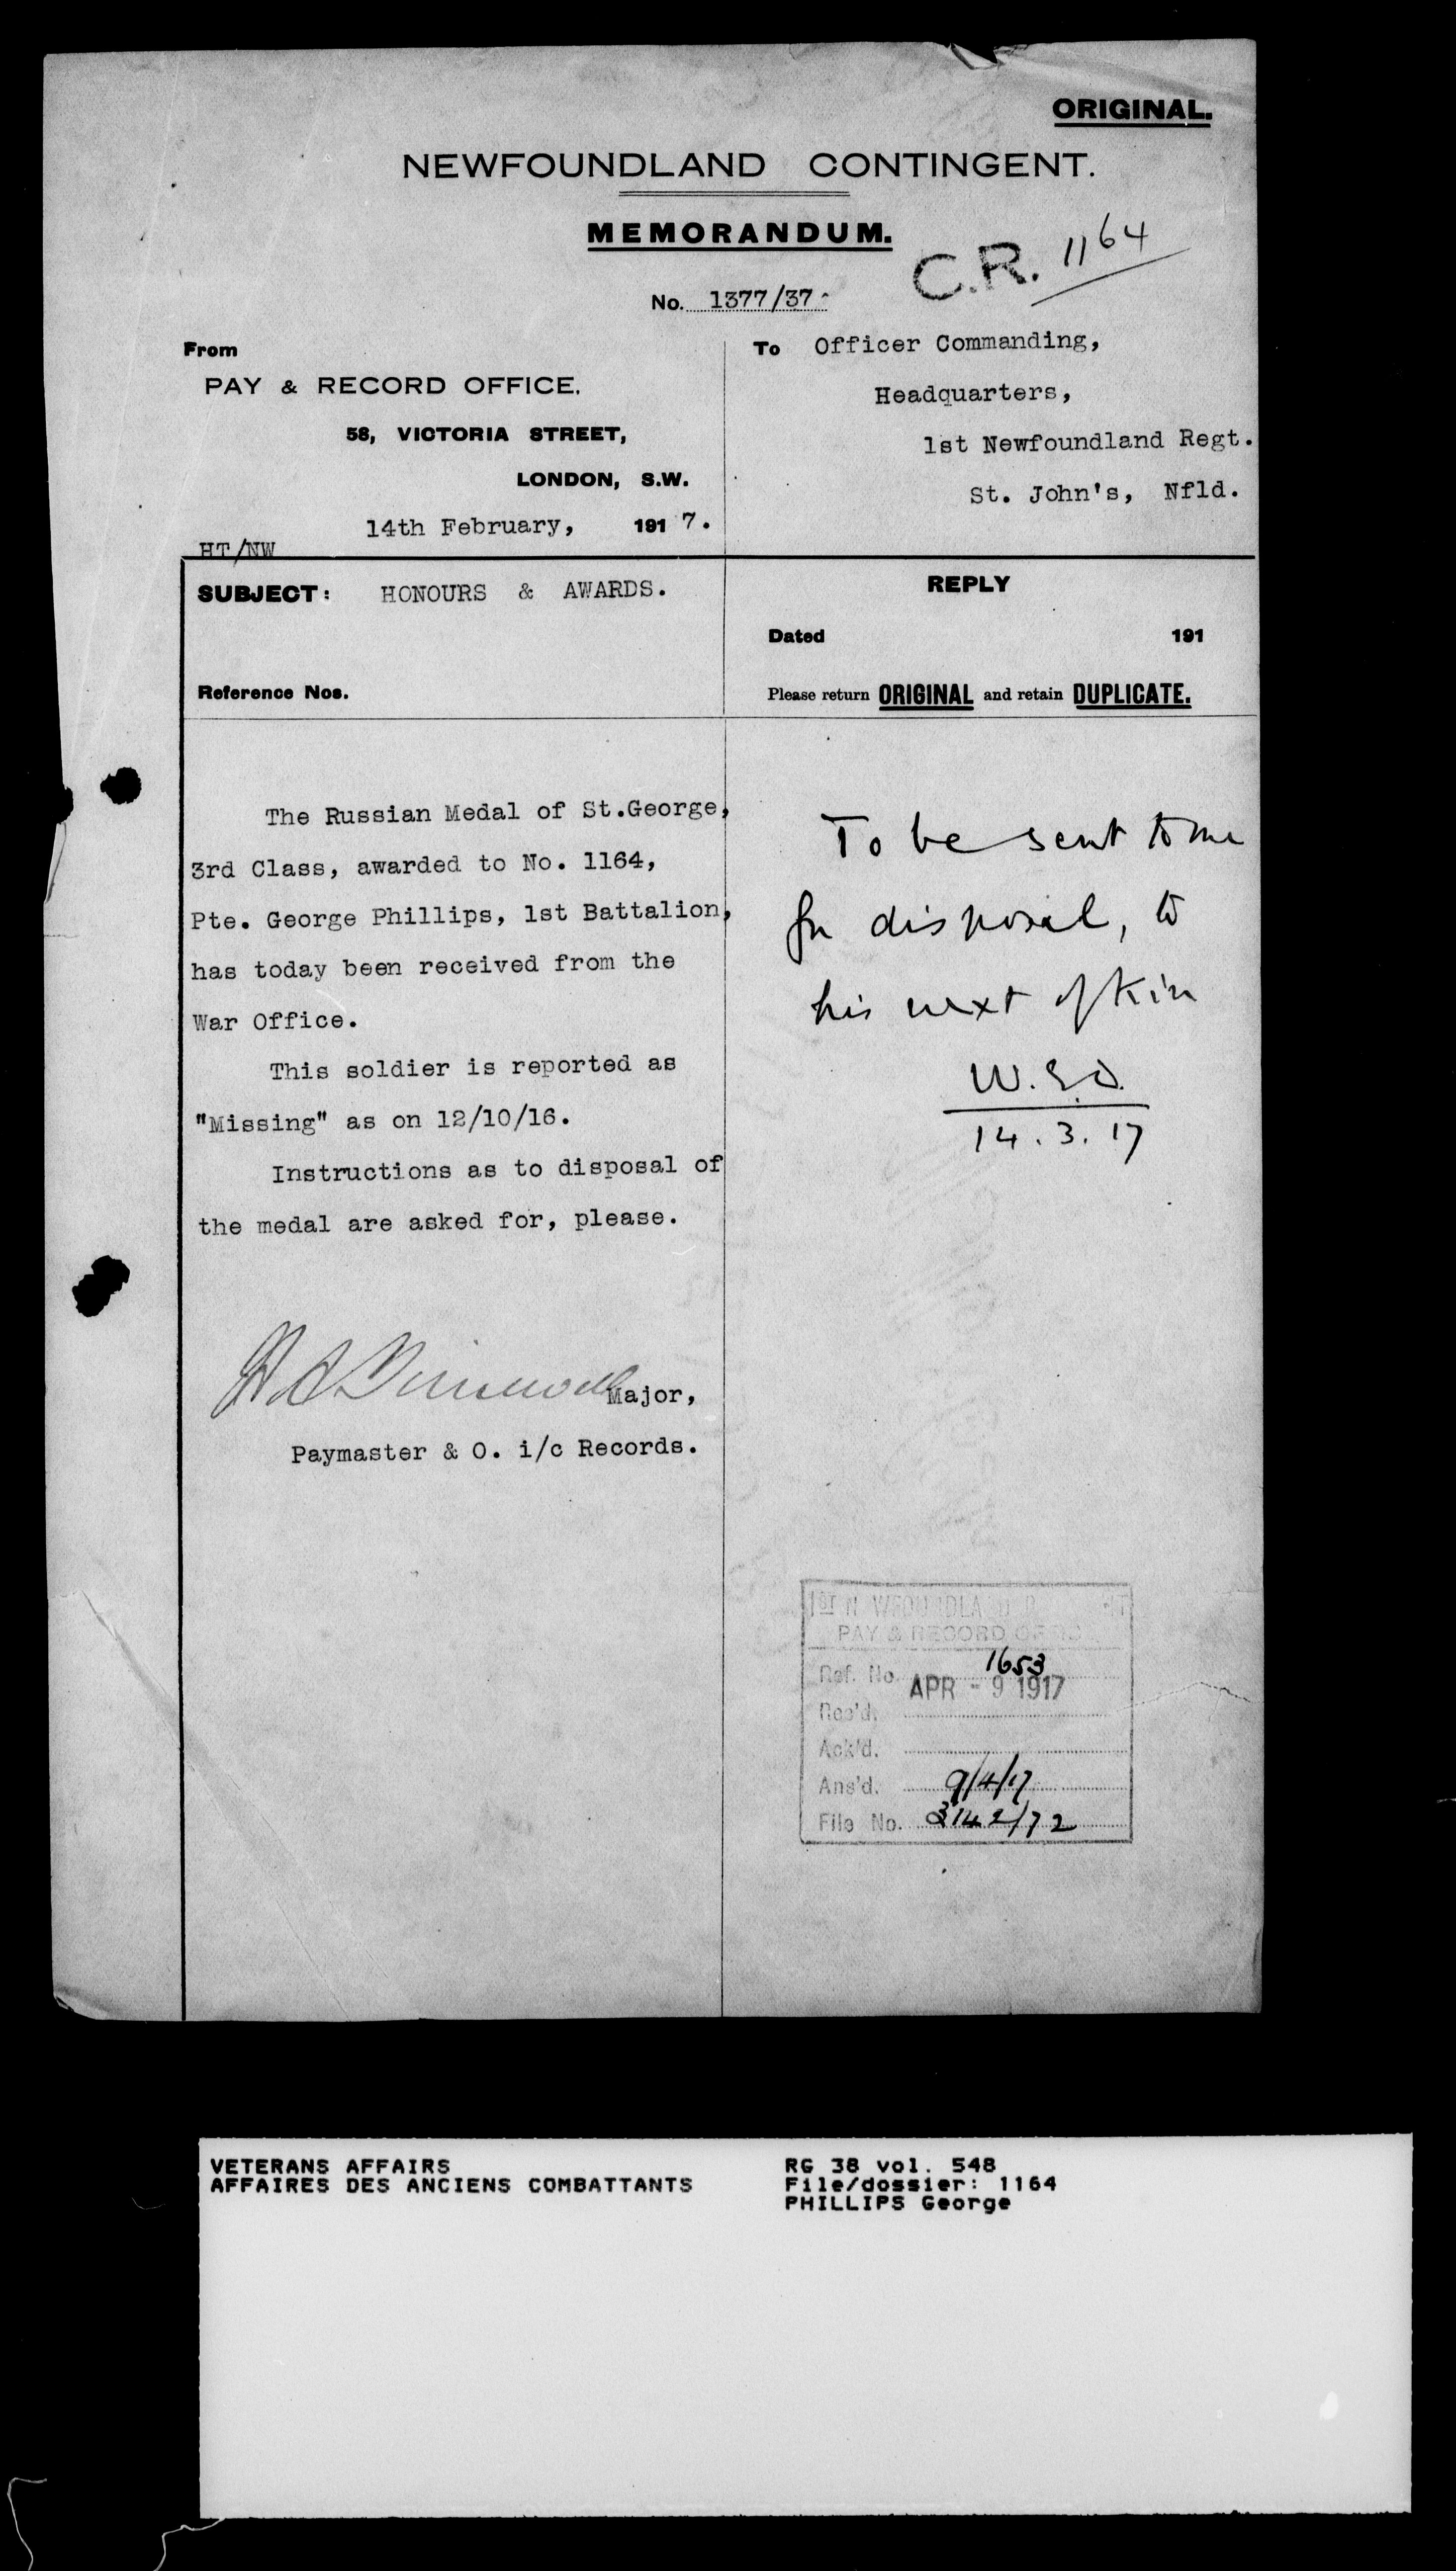 ORIGINAL.
NEWFOUNDLAND CONTINGENT.
MEMORANDUM.
C.R. 1164
No. 1377/37
From
PAY & RECORD OFFICE.
58, VICTORIA STREET,
LONDON, S.W.
14th February, 1917.
HT/NW
To Officer Commanding,
Headquarters,
1st Newfoundland Regt.
St. John's, Nfld.
SUBJECT: HONOURS & AWARDS.
Reference Nos.
REPLY
Dated 191
Please return ORIGINAL and retain DUPLICATE.
The Russian Medal of St.George,
3rd Class, awarded to No. 1164,
Pte. George Phillips, 1st Battalion,
has today been received from the
War Office.
This soldier is reported as
"Missing" as on 12/10/16.
Instructions as to disposal of
the medal are asked for, please.
Major,
Paymaster & O. i/c Records.
To be sent to me
for disposal, to
his next of Kin
14.3.17
PAY & RECORD
Ref. No. 1653
APR - 9 1917
Rec'd.
Ack'd.
Ans'd. 9/4/17
File No. 3142/72
VETERANS AFFAIRS
AFFAIRES DES ANCIENS COMBATTANTS
RG 38 vol. 548
File/dossier: 1164
PHILLIPS George